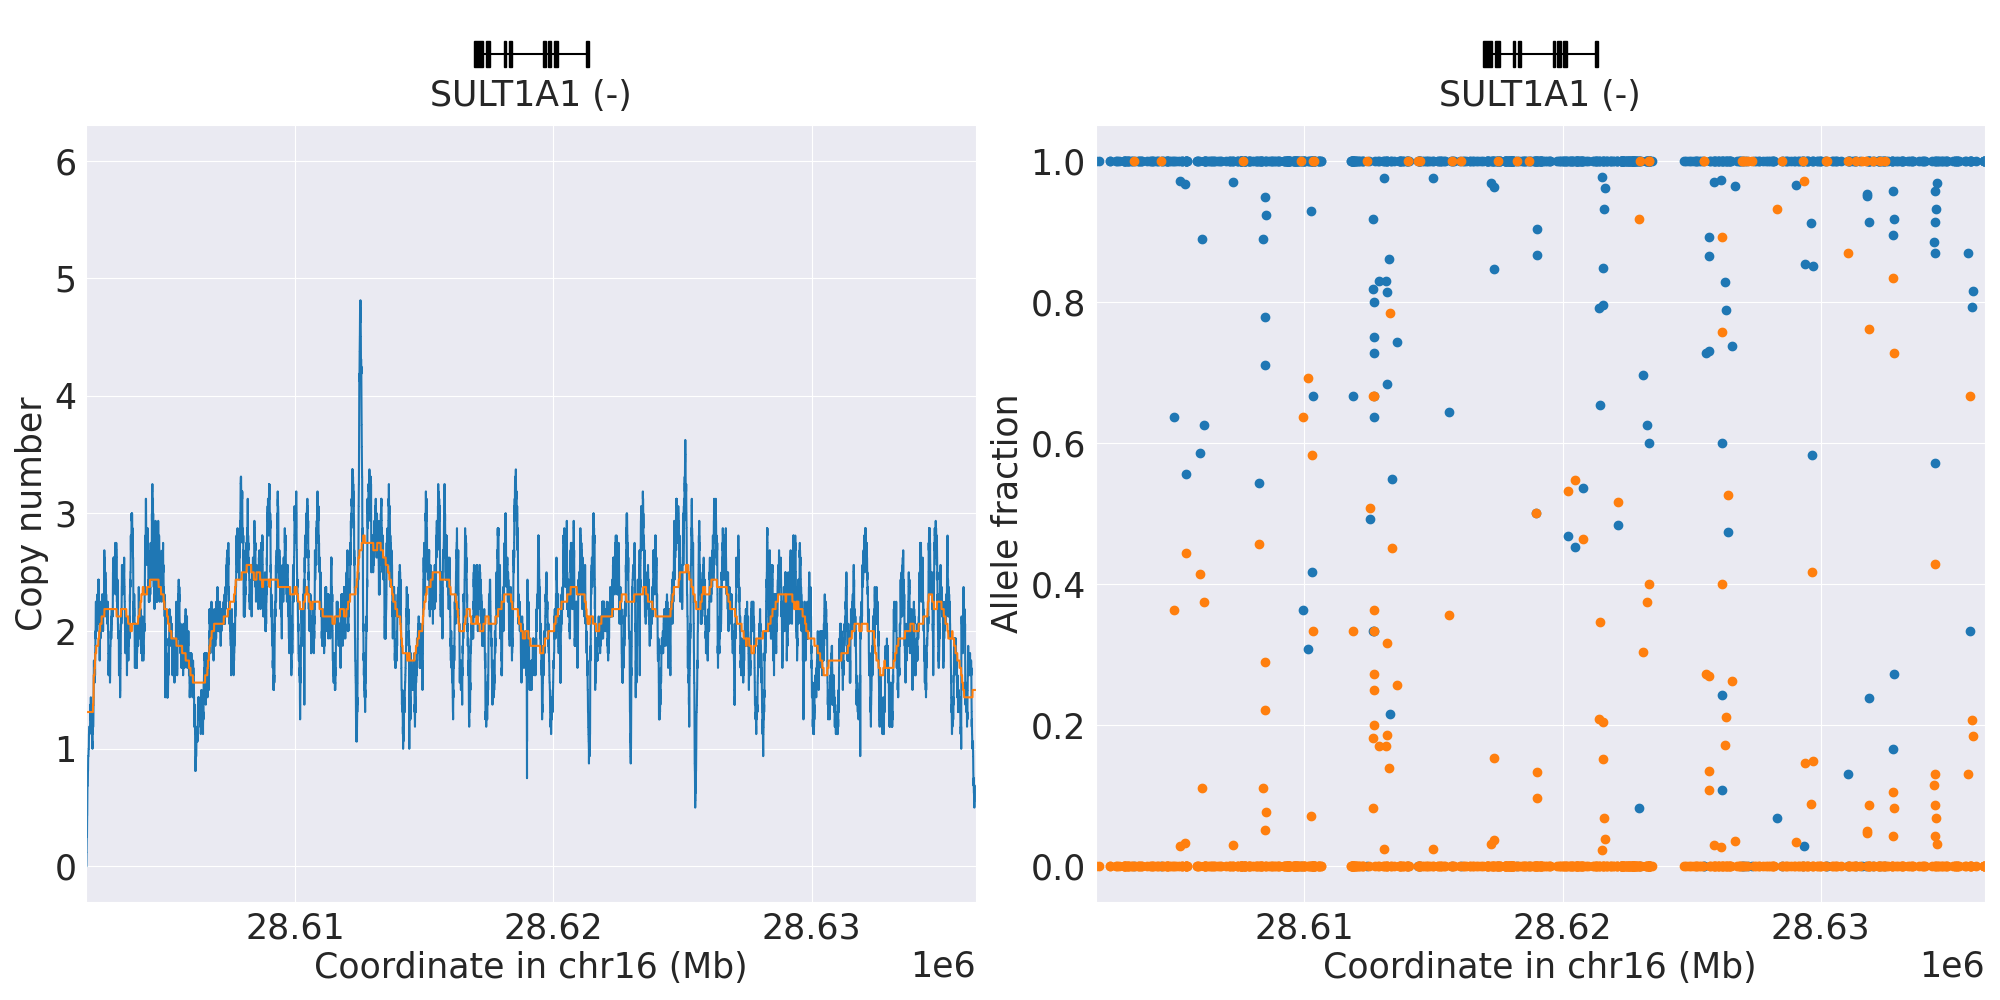 SULT1A1 (-)
Copy number
6
5
4
3
2
1
0
28.61
28.62
28.63
Coordinate in chr16 (Mb)
1e6
SULT1A1 (-)
Allele fraction
1.0
0.8
0.6
0.4
0.2
0.0
28.61
28.62
28.63
Coordinate in chr16 (Mb)
1e6